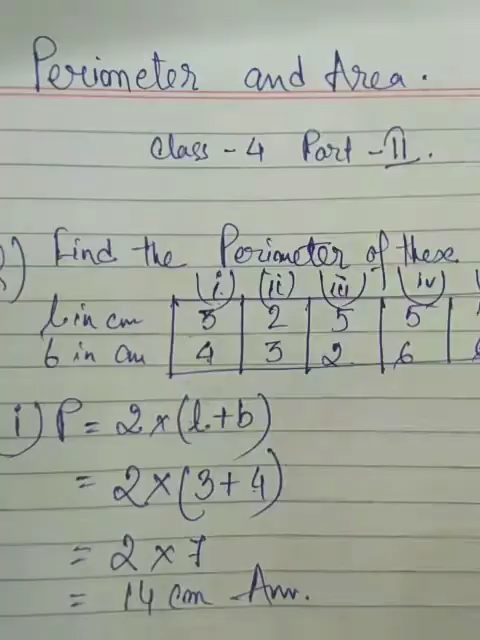 Perimeter and Area.
Class - 4 Part - II.
Find the Perimeter of these
(i) (ii) (iii) (iv)
l in cm 3 2 5 5
b in cm 4 3 2 6
i) P = 2 × (l + b)
= 2 × (3 + 4)
= 2 × 7
= 14 cm Ans.